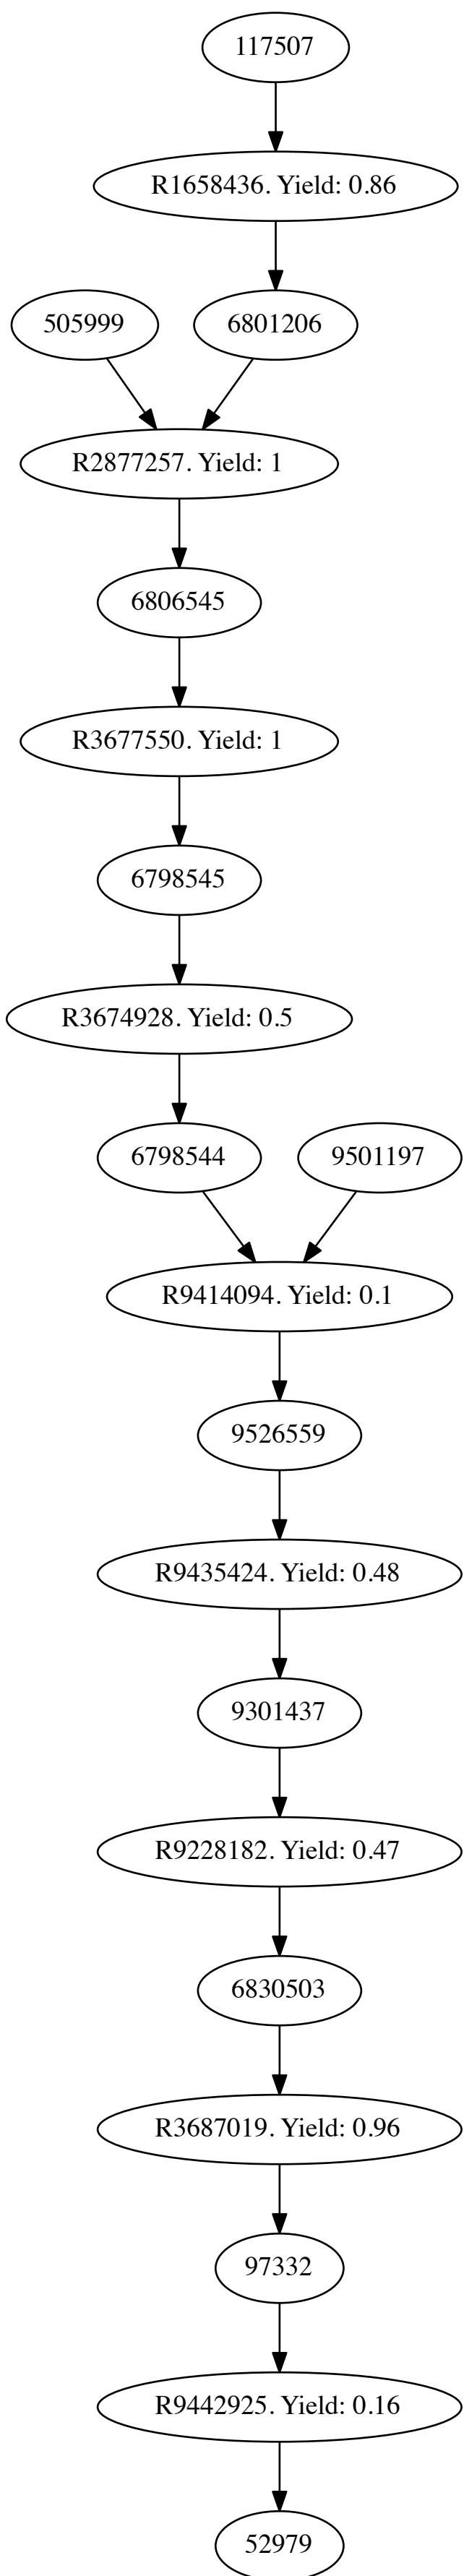 117507
R1658436. Yield: 0.86
505999
6801206
R2877257. Yield: 1
6806545
R3677550. Yield: 1
6798545
R3674928. Yield: 0.5
6798544
9501197
R9414094. Yield: 0.1
9526559
R9435424. Yield: 0.48
9301437
R9228182. Yield: 0.47
6830503
R3687019. Yield: 0.96
97332
R9442925. Yield: 0.16
52979